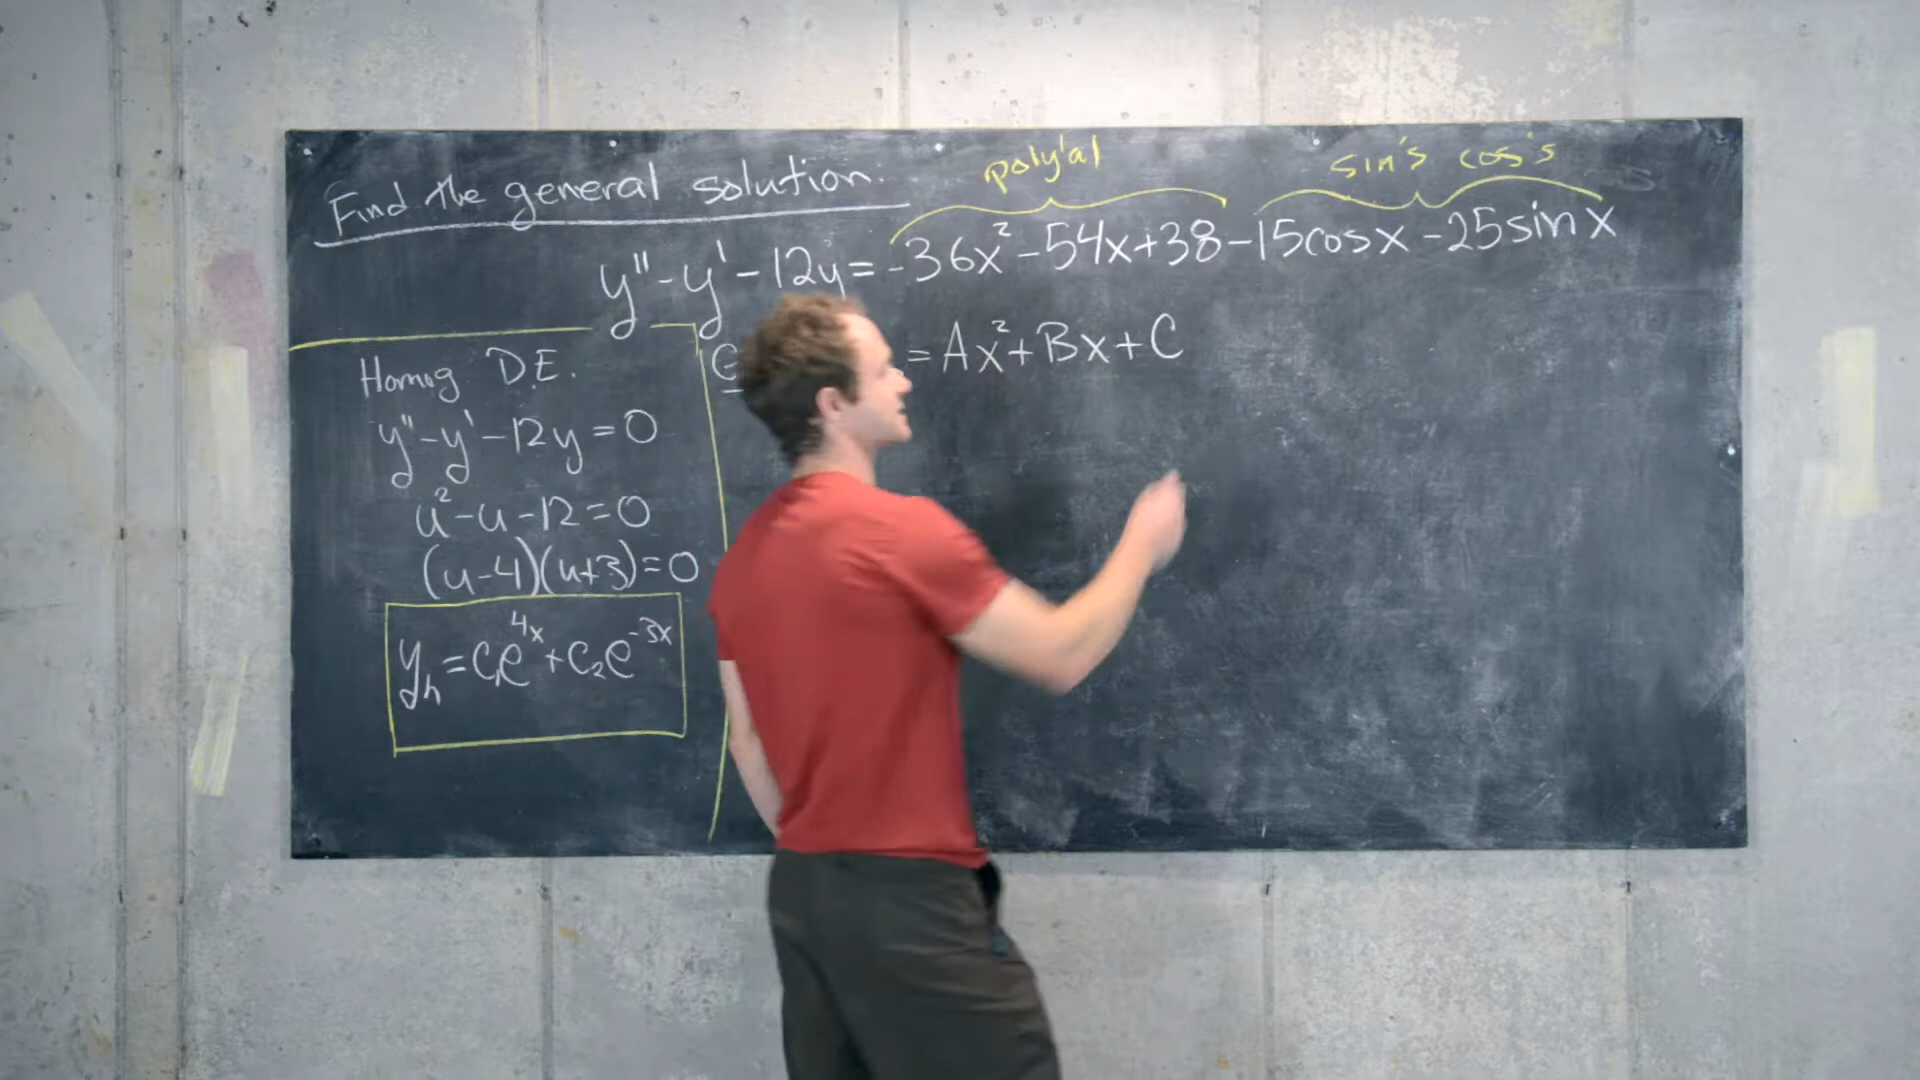 Find the general solution.
poly'al
sin's cos's
y''-y'-12y=-36x²-54x+38-15cosx-25sinx
=Ax²+Bx+C
Homog D.E.
y''-y'-12y=0
u²-u-12=0
(u-4)(u+3)=0
y_h=c₁e^4x+c₂e^-3x